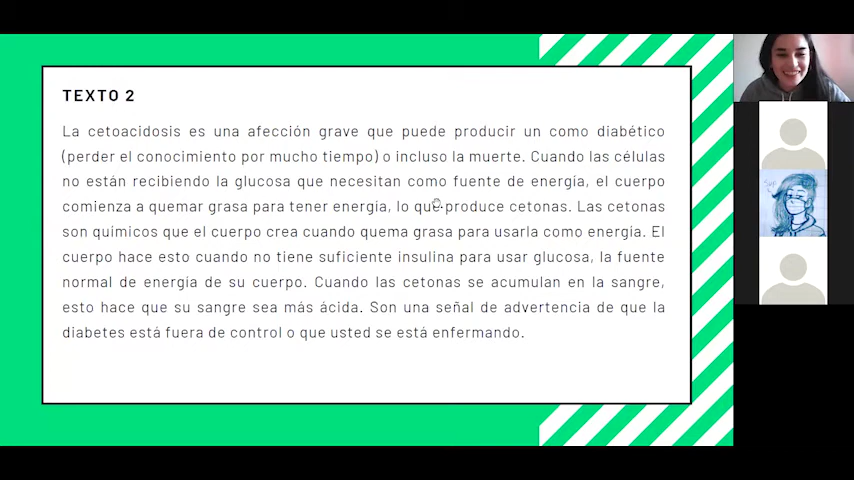 TEXTO 2
La cetoacidosis es una afección grave que puede producir un como diabético
(perder el conocimiento por mucho tiempo) o incluso la muerte. Cuando las células
no están recibiendo la glucosa que necesitan como fuente de energía, el cuerpo
comienza a quemar grasa para tener energía, lo que produce cetonas. Las cetonas
son químicos que el cuerpo crea cuando quema grasa para usarla como energía. El
cuerpo hace esto cuando no tiene suficiente insulina para usar glucosa, la fuente
normal de energía de su cuerpo. Cuando las cetonas se acumulan en la sangre,
esto hace que su sangre sea más ácida. Son una señal de advertencia de que la
diabetes está fuera de control o que usted se está enfermando.